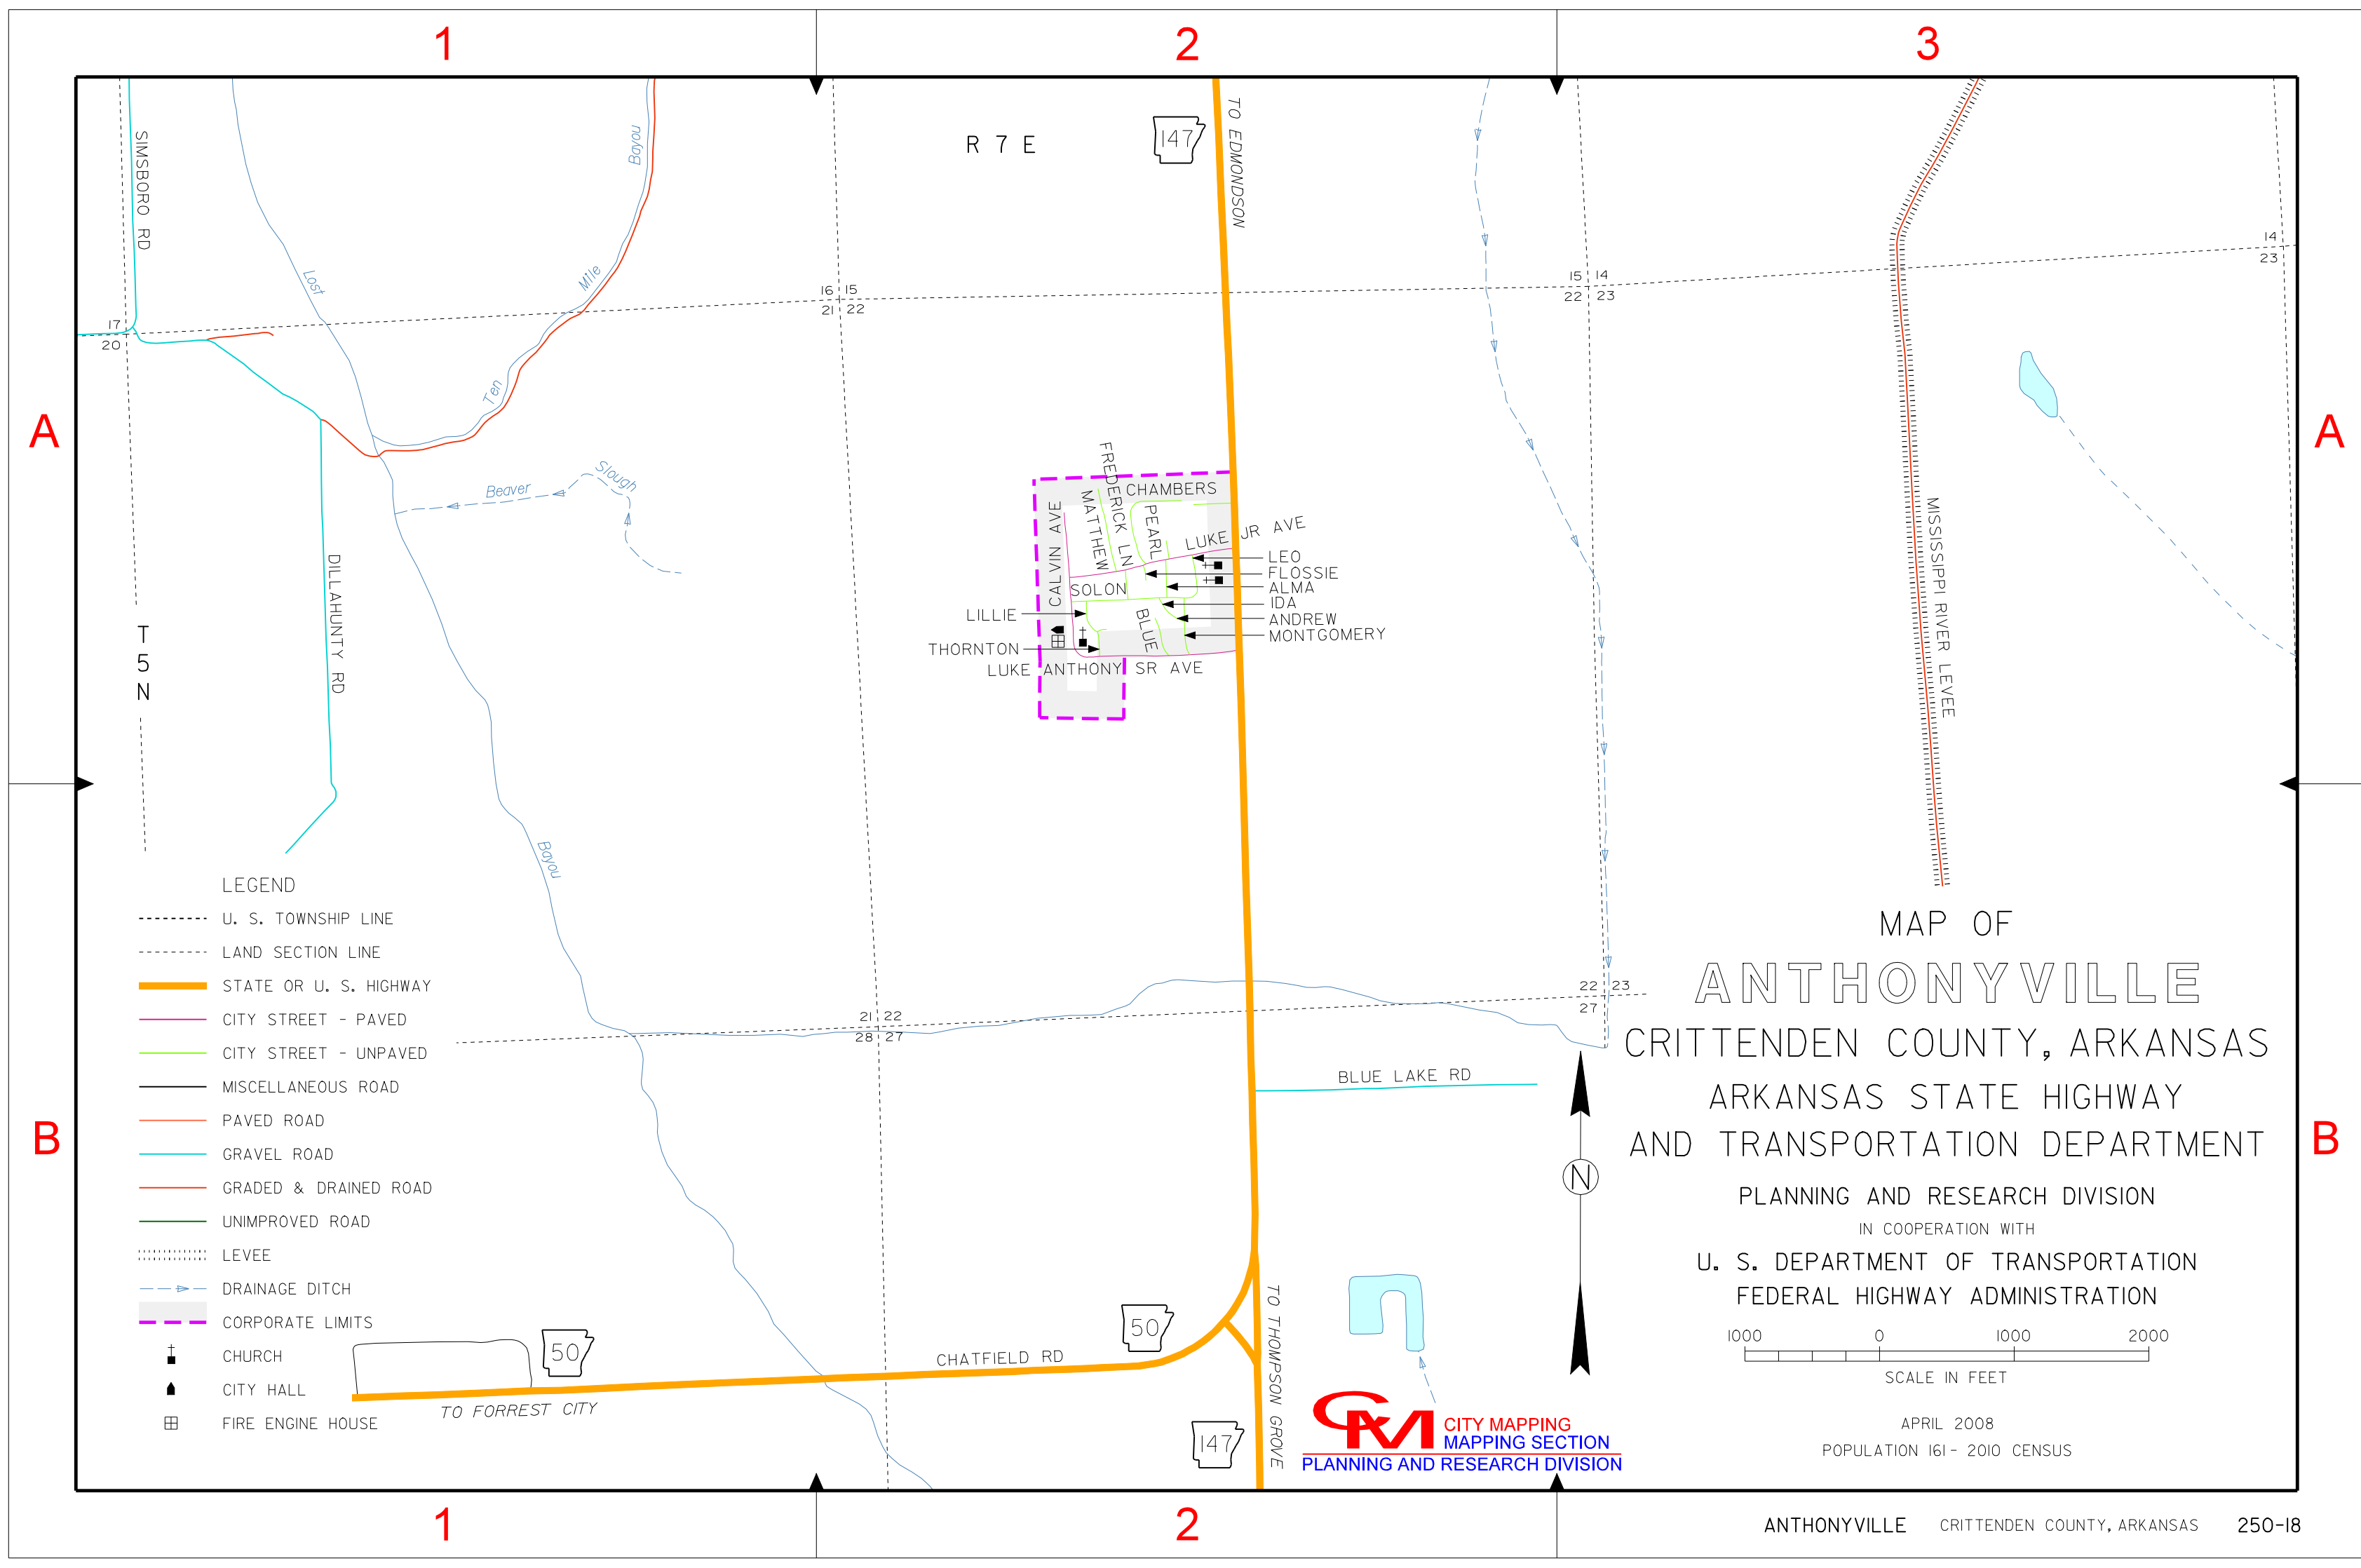 1 2 3
A A
B B
1 2
SIMSBORO RD
Lost
Bayou
Mile
Ten
R 7 E
147
TO EDMONDSON
14
23
16 15
21 22
15 14
22 23
17
20
Beaver
Slough
DILLAHUNTY RD
T
5
N
FREDERICK LN
CHAMBERS
MATTHEW
PEARL
CALVIN AVE
LUKE JR AVE
LEO
FLOSSIE
SOLON
ALMA
IDA
LILLIE
ANDREW
BLUE
MONTGOMERY
THORNTON
LUKE ANTHONY SR AVE
MISSISSIPPI RIVER LEVEE
Bayou
LEGEND
U. S. TOWNSHIP LINE
LAND SECTION LINE
STATE OR U. S. HIGHWAY
CITY STREET - PAVED
CITY STREET - UNPAVED
MISCELLANEOUS ROAD
PAVED ROAD
GRAVEL ROAD
GRADED & DRAINED ROAD
UNIMPROVED ROAD
LEVEE
DRAINAGE DITCH
CORPORATE LIMITS
CHURCH
CITY HALL
FIRE ENGINE HOUSE
21 22
28 27
22 23
27
BLUE LAKE RD
50
TO FORREST CITY
CHATFIELD RD
50
147
TO THOMPSON GROVE
N
CM
CITY MAPPING
MAPPING SECTION
PLANNING AND RESEARCH DIVISION
MAP OF
ANTHONYVILLE
CRITTENDEN COUNTY, ARKANSAS
ARKANSAS STATE HIGHWAY
AND TRANSPORTATION DEPARTMENT
PLANNING AND RESEARCH DIVISION
IN COOPERATION WITH
U. S. DEPARTMENT OF TRANSPORTATION
FEDERAL HIGHWAY ADMINISTRATION
1000 0 1000 2000
SCALE IN FEET
APRIL 2008
POPULATION 161 - 2010 CENSUS
ANTHONYVILLE CRITTENDEN COUNTY, ARKANSAS 250-18